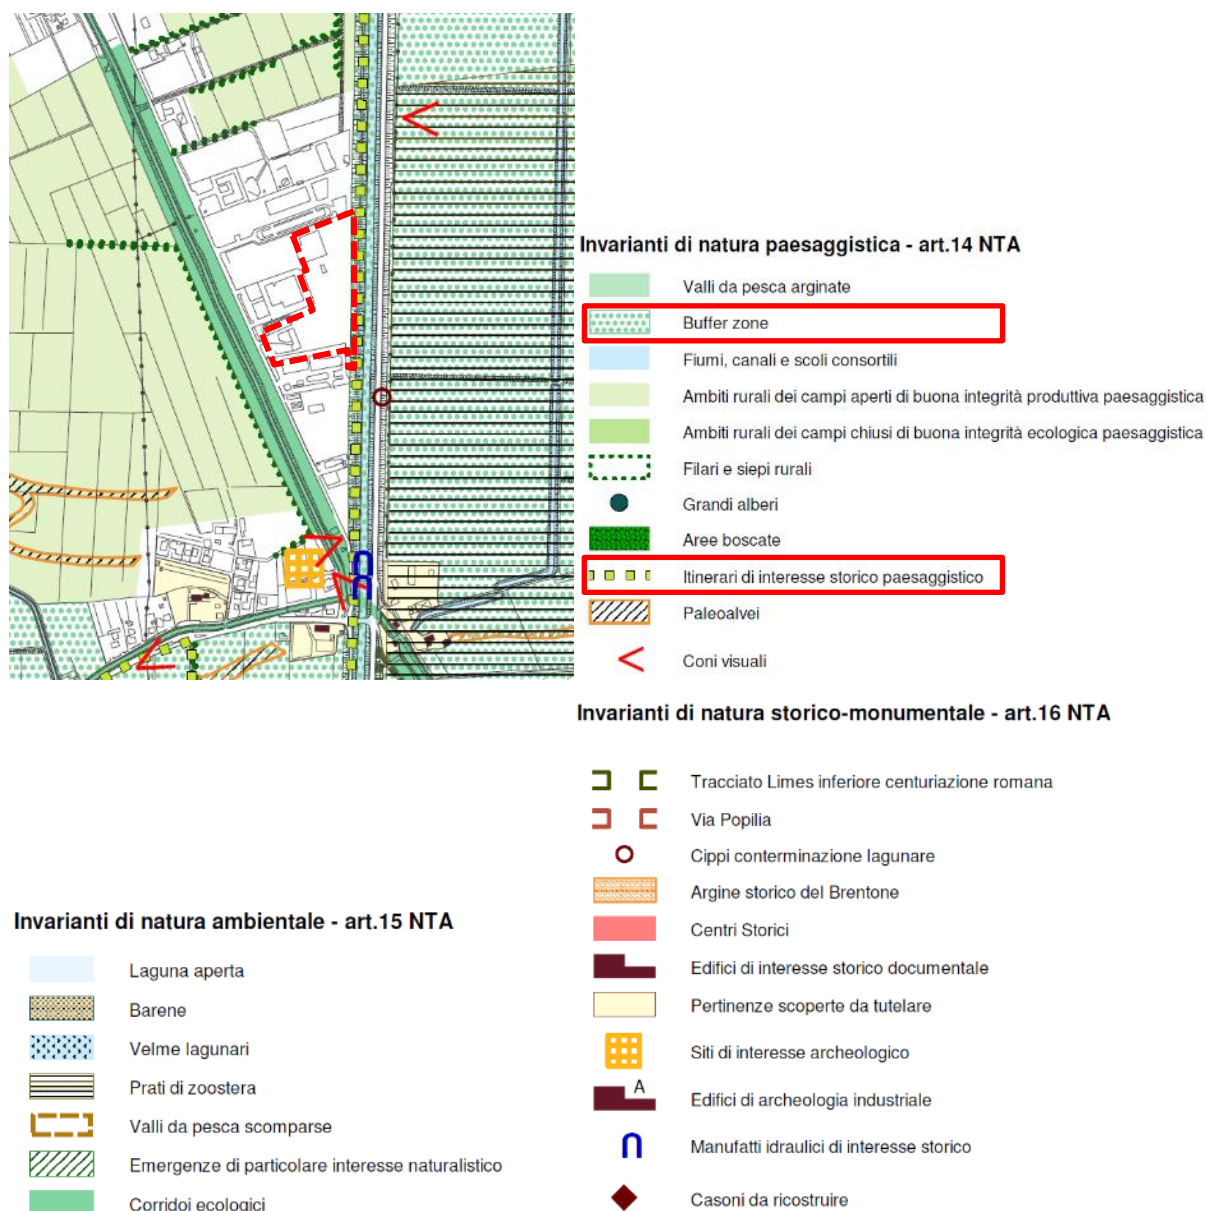 Invarianti di natura paesaggistica - art.14 NTA
Valli da pesca arginate
Buffer zone
Fiumi, canali e scoli consortili
Ambiti rurali dei campi aperti di buona integrità produttiva paesaggistica
Ambiti rurali dei campi chiusi di buona integrità ecologica paesaggistica
Filari e siepi rurali
Grandi alberi
Aree boscate
Itinerari di interesse storico paesaggistico
Paleoalvei
Coni visuali
Invarianti di natura storico-monumentale - art.16 NTA
Tracciato Limes inferiore centuriazione romana
Via Popilia
Cippi conterminazione lagunare
Argine storico del Brentone
Centri Storici
Edifici di interesse storico documentale
Pertinenze scoperte da tutelare
Siti di interesse archeologico
A
Edifici di archeologia industriale
Manufatti idraulici di interesse storico
Casoni da ricostruire
Invarianti di natura ambientale - art.15 NTA
Laguna aperta
Barene
Velme lagunari
Prati di zoostera
Valli da pesca scomparse
Emergenze di particolare interesse naturalistico
Corridoi ecologici